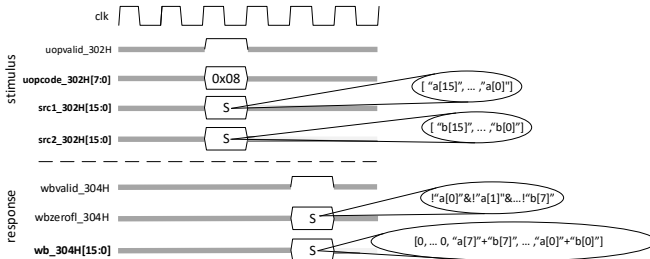 clk
stimulus
uopvalid_302H
uopcode_302H[7:0]
0x08
src1_302H[15:0]
S
[ “a[15]”, … ,”a[0]”]
src2_302H[15:0]
S
[ “b[15]”, … ,“b[0]”]
response
wbvalid_304H
wbzerofl_304H
S
!“a[0]”&!”a[1]"&…!“b[7]”
wb_304H[15:0]
S
[0, … 0, “a[7]”+“b[7]”, … ,”a[0]”+“b[0]”]